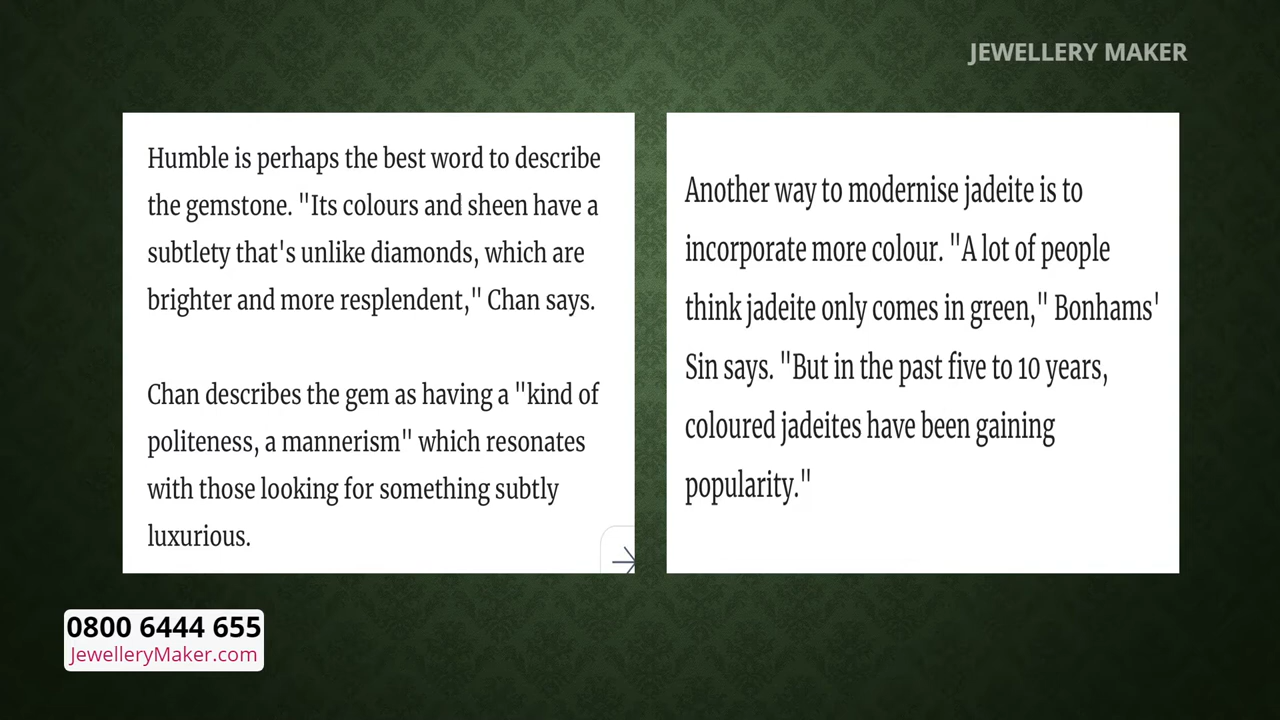 JEWELLERY MAKER
Humble is perhaps the best word to describe
the gemstone. "Its colours and sheen have a
subtlety that's unlike diamonds, which are
brighter and more resplendent," Chan says.
Chan describes the gem as having a "kind of
politeness, a mannerism" which resonates
with those looking for something subtly
luxurious.
Another way to modernise jadeite is to
incorporate more colour. "A lot of people
think jadeite only comes in green," Bonhams'
Sin says. "But in the past five to 10 years,
coloured jadeites have been gaining
popularity."
0800 6444 655
JewelleryMaker.com